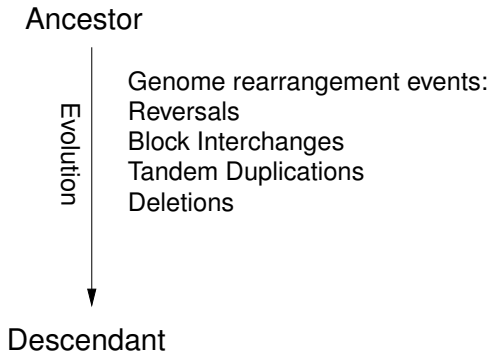 Ancestor
Evolution
Genome rearrangement events:
Reversals
Block Interchanges
Tandem Duplications
Deletions
Descendant